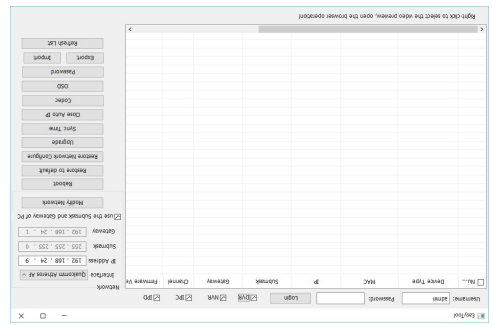 EasyTool
Username: admin Password: Login DVR NVR IPC IPD
Nu... Device Type MAC IP Submask Gateway Channel Firmware Ve
Network
Interface Qualcomm Atheros AF
IP Address 192 . 168 . 24 . 9
Submask 255 . 255 . 255 . 0
Gateway 192 . 168 . 24 . 1
use the Submask and Gateway of PC
Modify Network
Reboot
Restore to default
Restore Network Configure
Upgrade
Sync Time
Close Auto IP
Codec
OSD
Password
Export Import
Refresh List
Right-click to select the video preview, open the browser operation!